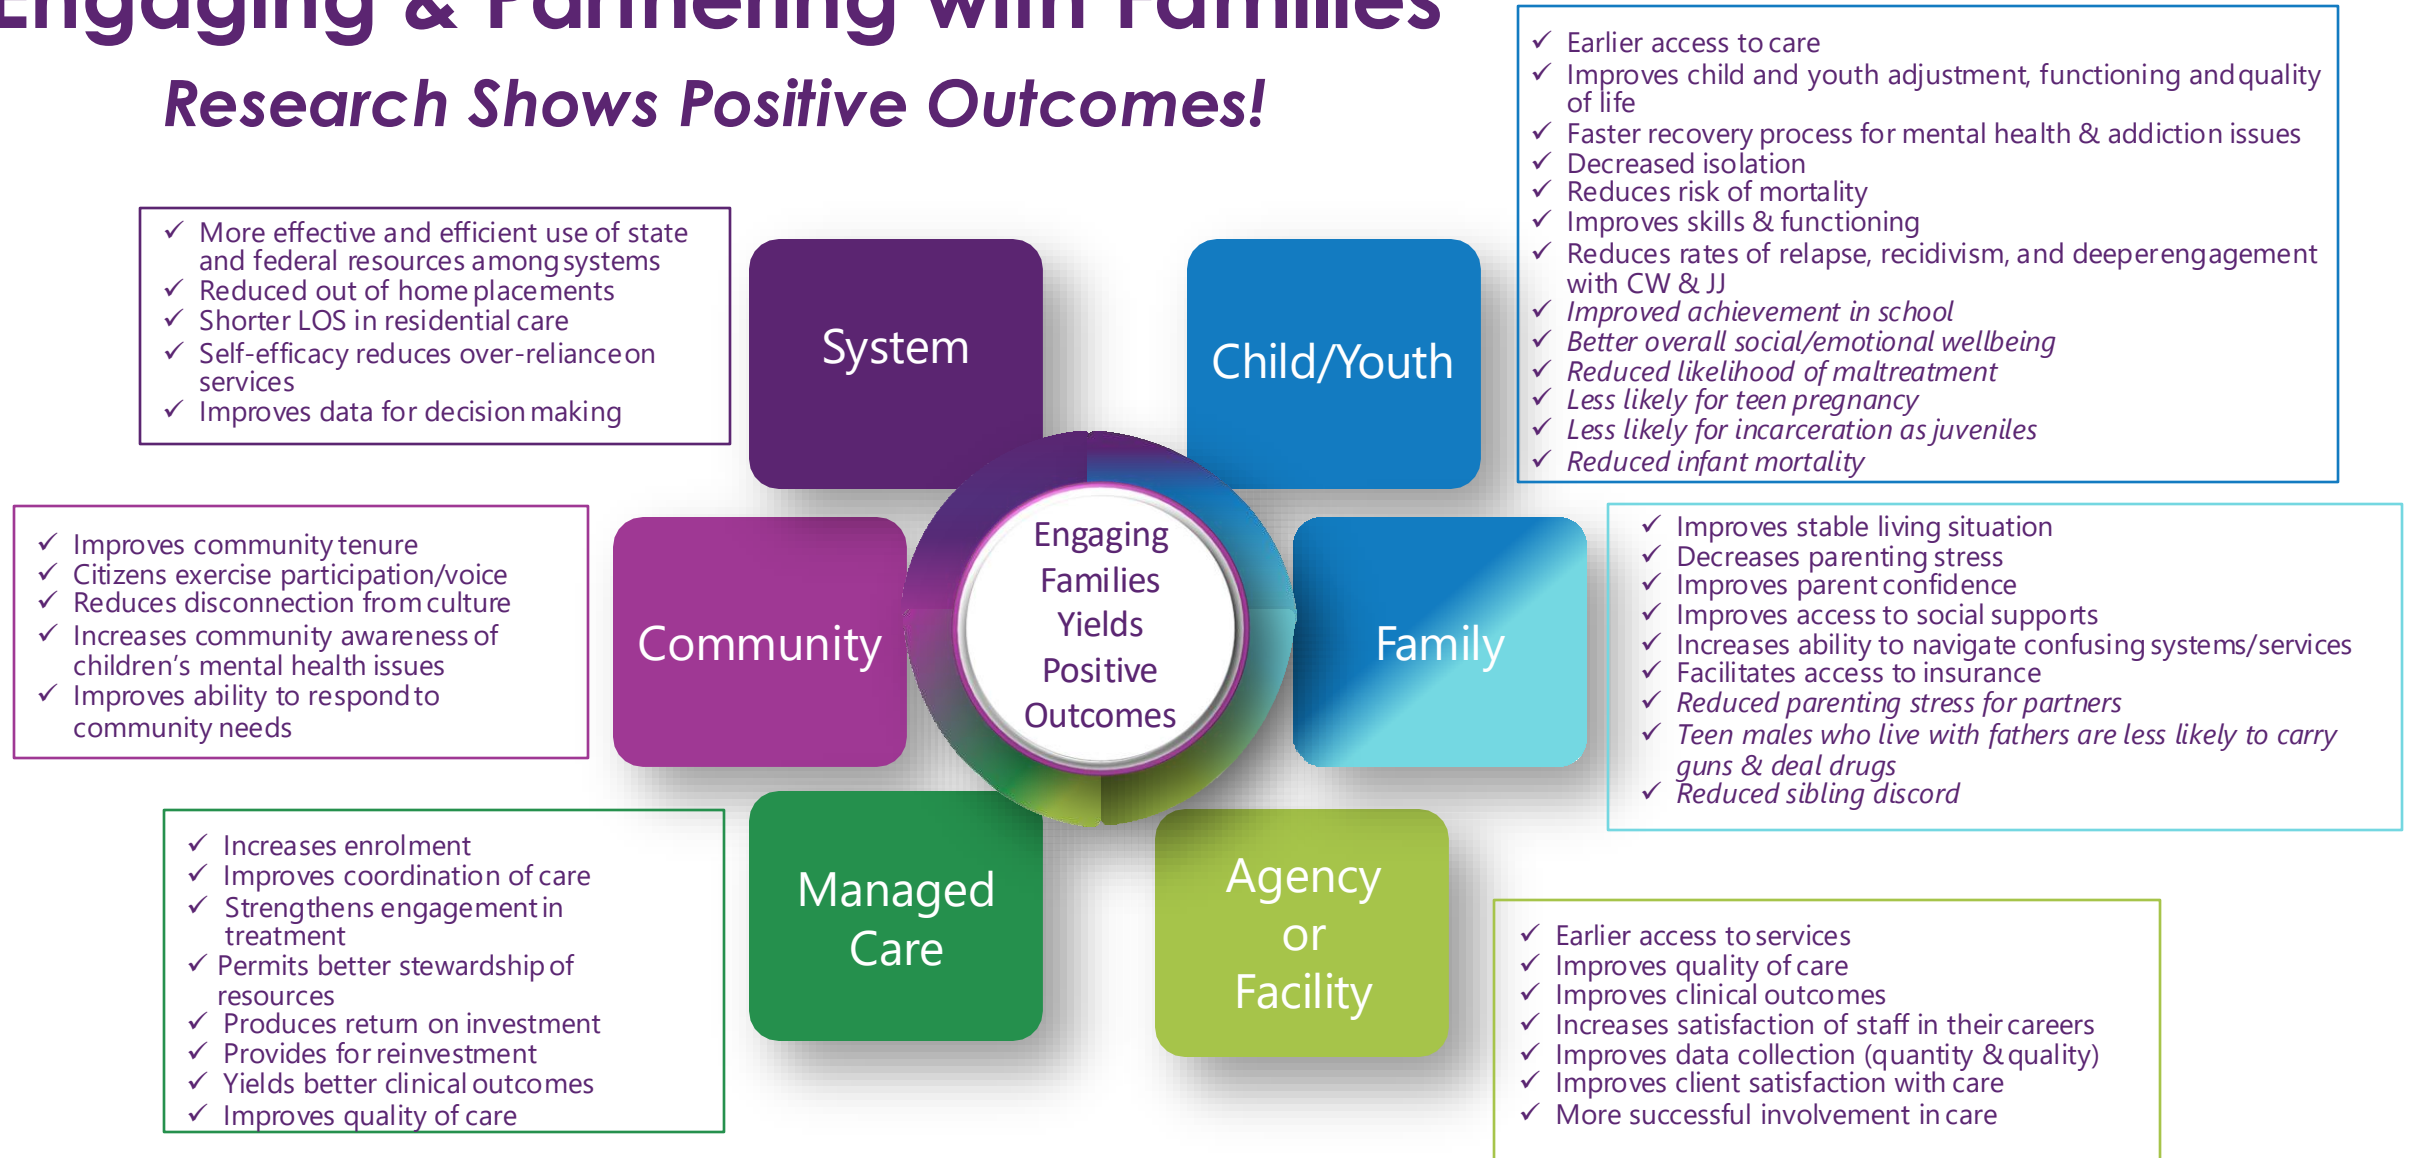 Engaging & Partnering with Families
Research Shows Positive Outcomes!
✓ More effective and efficient use of state
and federal resources among systems
✓ Reduced out of home placements
✓ Shorter LOS in residential care
✓ Self-efficacy reduces over-reliance on
services
✓ Improves data for decision making
System
Child/Youth
✓ Earlier access to care
✓ Improves child and youth adjustment, functioning and quality
of life
✓ Faster recovery process for mental health & addiction issues
✓ Decreased isolation
✓ Reduces risk of mortality
✓ Improves skills & functioning
✓ Reduces rates of relapse, recidivism, and deeper engagement
with CW & JJ
✓ Improved achievement in school
✓ Better overall social/emotional wellbeing
✓ Reduced likelihood of maltreatment
✓ Less likely for teen pregnancy
✓ Less likely for incarceration as juveniles
✓ Reduced infant mortality
✓ Improves community tenure
✓ Citizens exercise participation/voice
✓ Reduces disconnection from culture
✓ Increases community awareness of
children's mental health issues
✓ Improves ability to respond to
community needs
Community
Engaging
Families
Yields
Positive
Outcomes
Family
✓ Improves stable living situation
✓ Decreases parenting stress
✓ Improves parent confidence
✓ Improves access to social supports
✓ Increases ability to navigate confusing systems/services
✓ Facilitates access to insurance
✓ Reduced parenting stress for partners
✓ Teen males who live with fathers are less likely to carry
guns & deal drugs
✓ Reduced sibling discord
✓ Increases enrolment
✓ Improves coordination of care
✓ Strengthens engagement in
treatment
✓ Permits better stewardship of
resources
✓ Produces return on investment
✓ Provides for reinvestment
✓ Yields better clinical outcomes
✓ Improves quality of care
Managed
Care
Agency
or
Facility
✓ Earlier access to services
✓ Improves quality of care
✓ Improves clinical outcomes
✓ Increases satisfaction of staff in their careers
✓ Improves data collection (quantity & quality)
✓ Improves client satisfaction with care
✓ More successful involvement in care